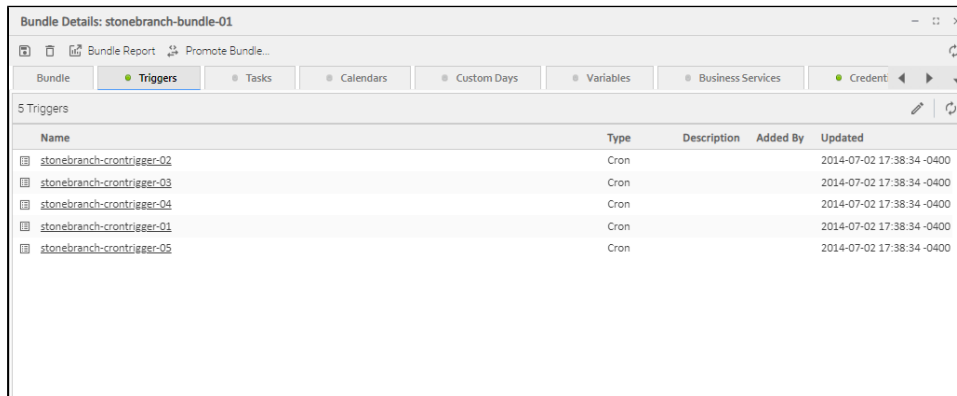 Bundle Details: stonebranch-bundle-01
Bundle Report Promote Bundle...
Bundle Triggers Tasks Calendars Custom Days Variables Business Services Credent
5 Triggers
Name Type Description Added By Updated
stonebranch-crontrigger-02 Cron 2014-07-02 17:38:34 -0400
stonebranch-crontrigger-03 Cron 2014-07-02 17:38:34 -0400
stonebranch-crontrigger-04 Cron 2014-07-02 17:38:34 -0400
stonebranch-crontrigger-01 Cron 2014-07-02 17:38:34 -0400
stonebranch-crontrigger-05 Cron 2014-07-02 17:38:34 -0400